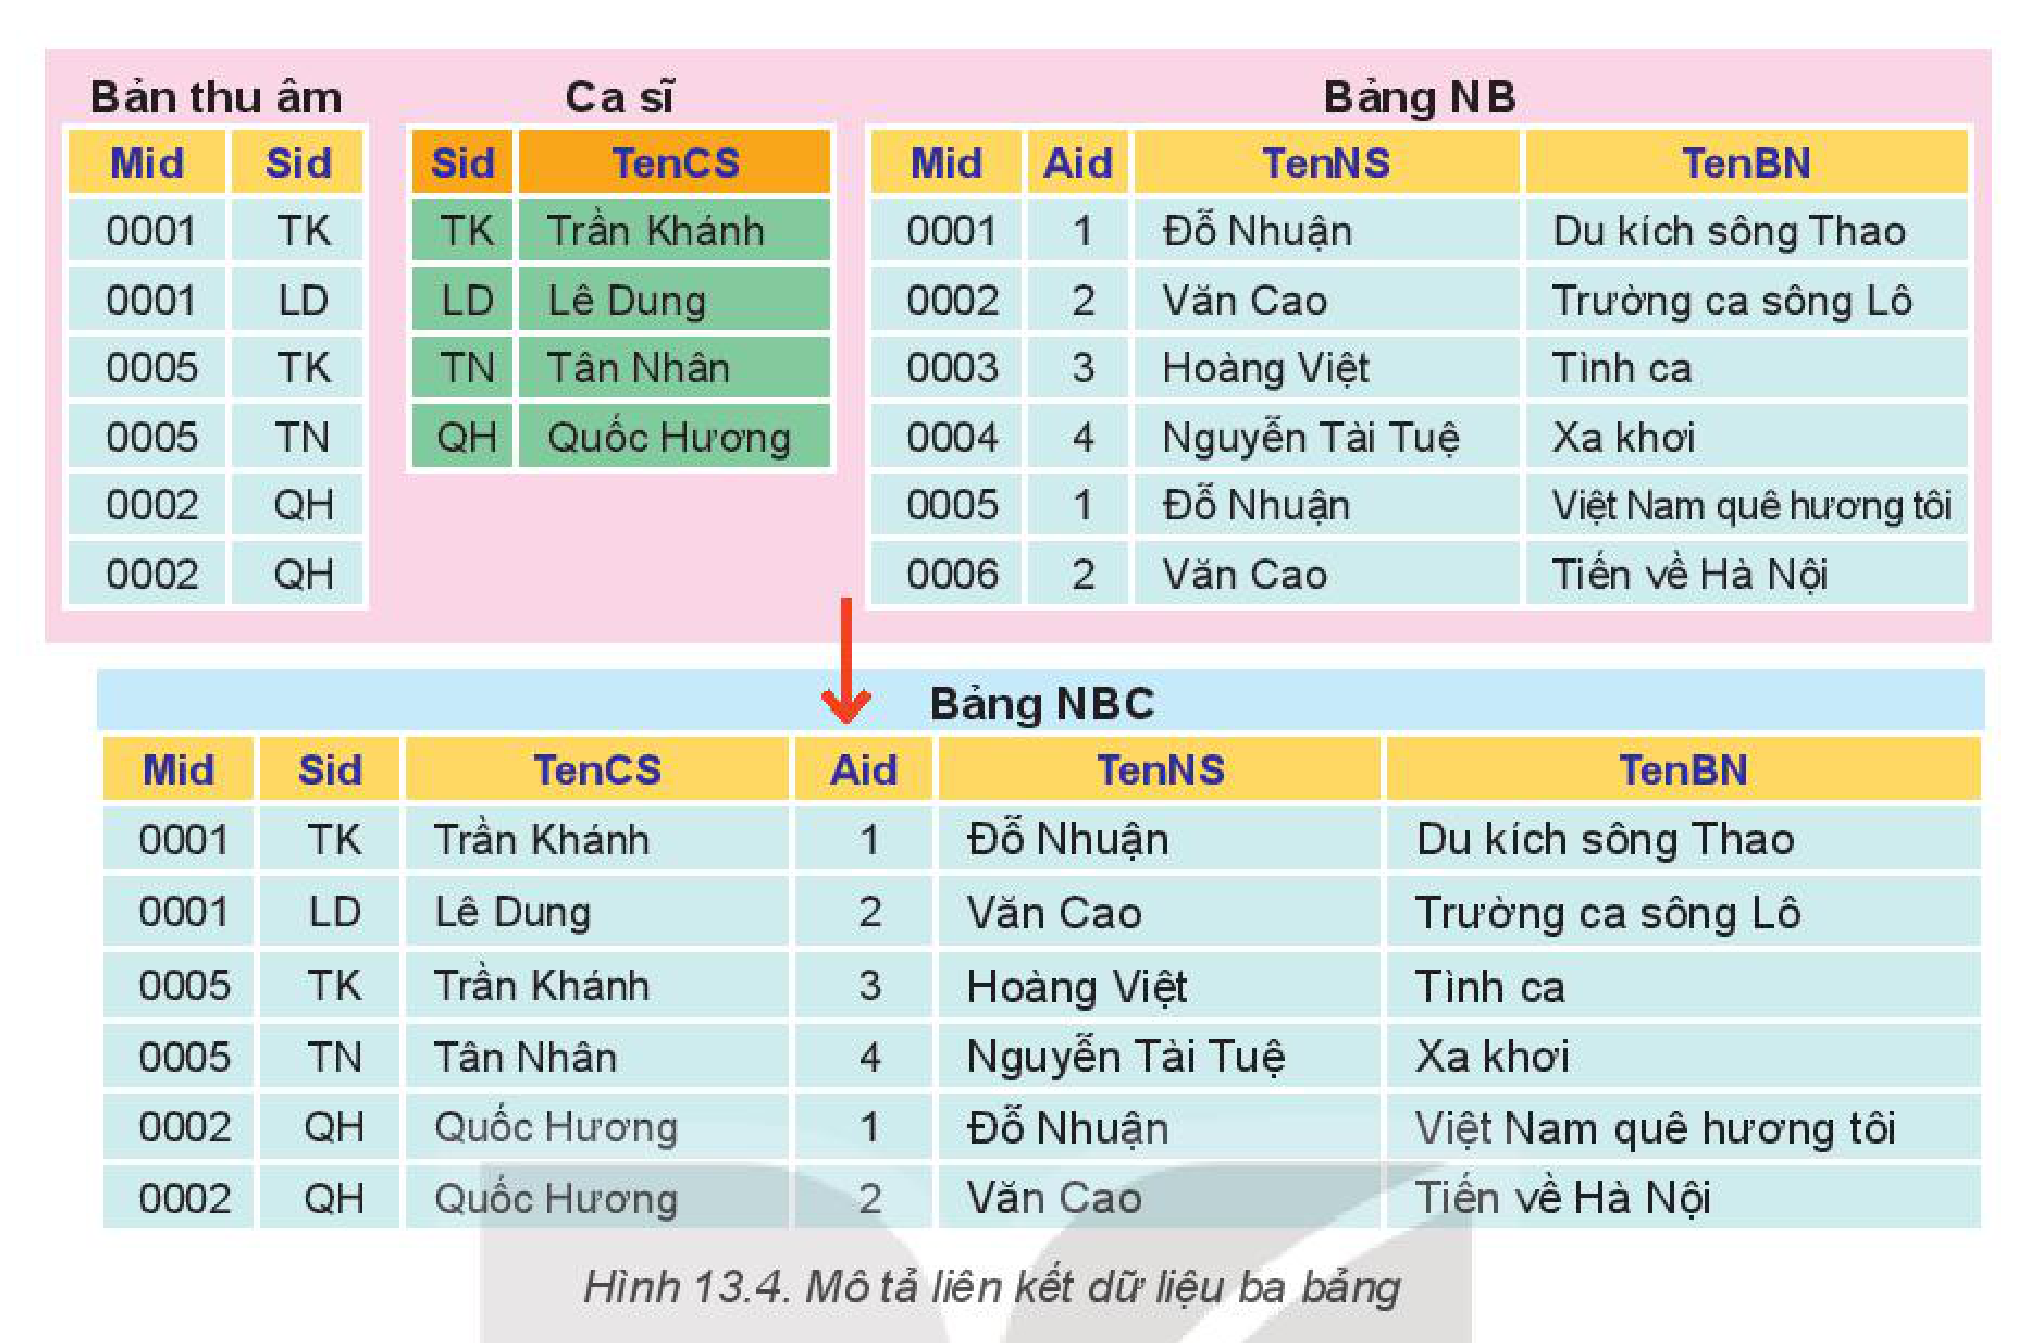 Bản thu âm
Mid Sid
0001 TK
0001 LD
0005 TK
0005 TN
0002 QH
0002 QH
Ca sĩ
Sid TenCS
TK Trần Khánh
LD Lê Dung
TN Tân Nhân
QH Quốc Hương
Bảng NB
Mid Aid TenNS TenBN
0001 1 Đỗ Nhuận Du kích sông Thao
0002 2 Văn Cao Trường ca sông Lô
0003 3 Hoàng Việt Tình ca
0004 4 Nguyễn Tài Tuệ Xa khơi
0005 1 Đỗ Nhuận Việt Nam quê hương tôi
0006 2 Văn Cao Tiến về Hà Nội
Bảng NBC
Mid Sid TenCS Aid TenNS TenBN
0001 TK Trần Khánh 1 Đỗ Nhuận Du kích sông Thao
0001 LD Lê Dung 2 Văn Cao Trường ca sông Lô
0005 TK Trần Khánh 3 Hoàng Việt Tình ca
0005 TN Tân Nhân 4 Nguyễn Tài Tuệ Xa khơi
0002 QH Quốc Hương 1 Đỗ Nhuận Việt Nam quê hương tôi
0002 QH Quốc Hương 2 Văn Cao Tiến về Hà Nội
Hình 13.4. Mô tả liên kết dữ liệu ba bảng